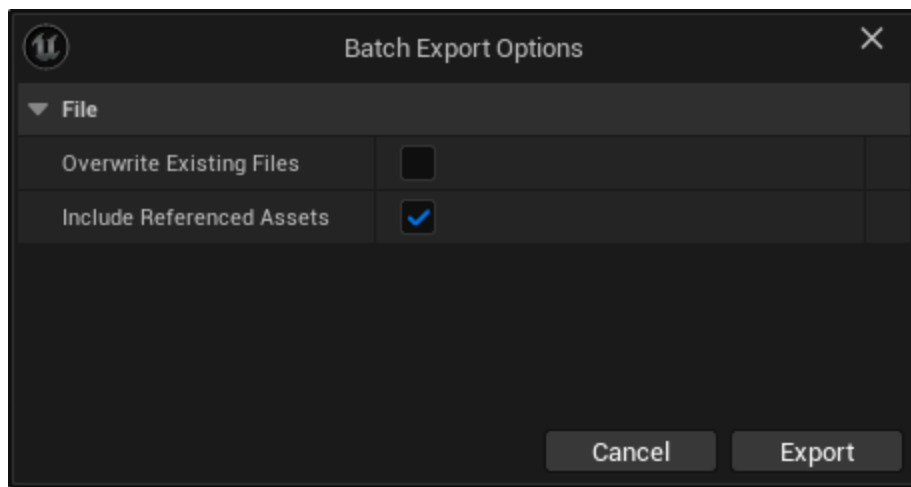 Batch Export Options
File
Overwrite Existing Files
Include Referenced Assets
Cancel Export